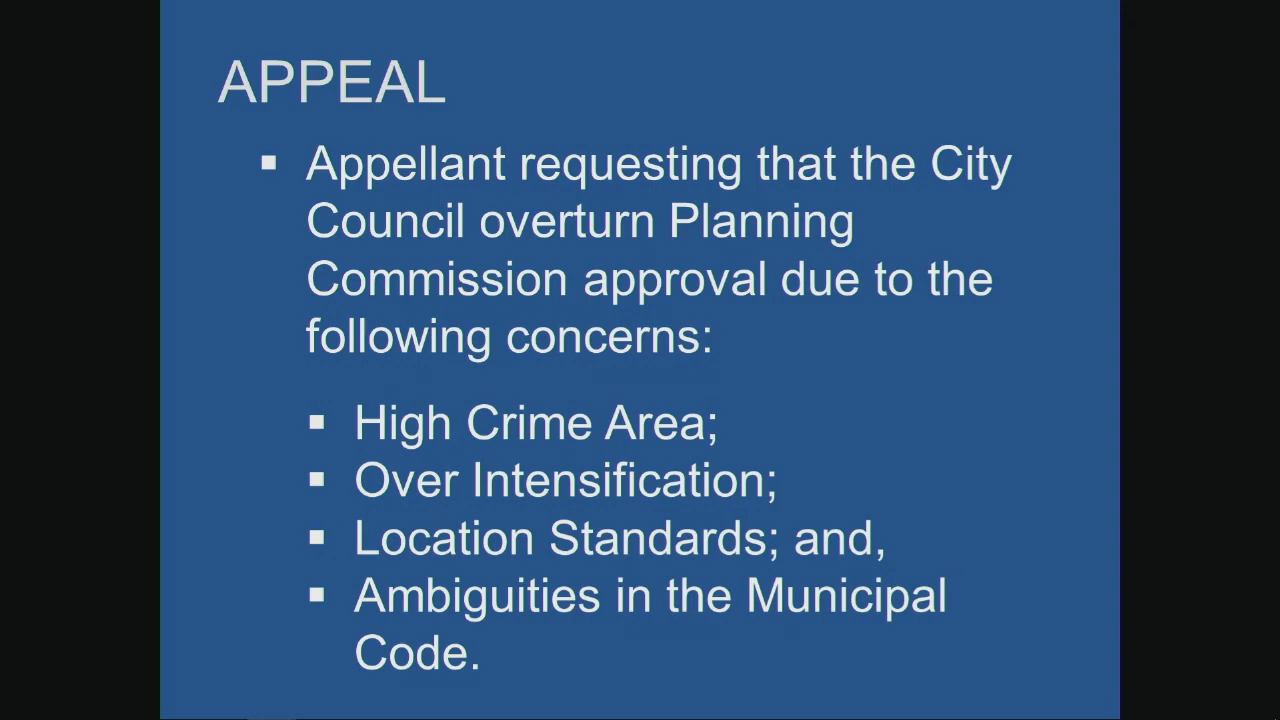 APPEAL
▪ Appellant requesting that the City
Council overturn Planning
Commission approval due to the
following concerns:
▪ High Crime Area;
▪ Over Intensification;
▪ Location Standards; and,
▪ Ambiguities in the Municipal
Code.